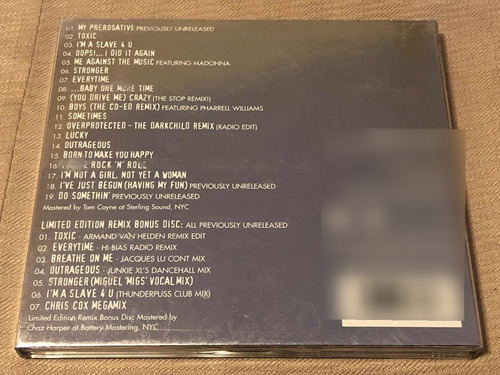 01. MY PREROGATIVE PREVIOUSLY UNRELEASED
02. TOXIC
03. I'M A SLAVE 4 U
04. OOPS!... I DID IT AGAIN
05. ME AGAINST THE MUSIC FEATURING MADONNA
06. STRONGER
07. EVERYTIME
08. ...BABY ONE MORE TIME
09. (YOU DRIVE ME) CRAZY (THE STOP REMIX!)
10. BOYS (THE CO-ED REMIX) FEATURING PHARRELL WILLIAMS
11. SOMETIMES
12. OVERPROTECTED - THE DARKCHILD REMIX (RADIO EDIT)
13. LUCKY
14. OUTRAGEOUS
15. BORN TO MAKE YOU HAPPY
16. ROCK 'N' ROLL
17. I'M NOT A GIRL, NOT YET A WOMAN
18. I'VE JUST BEGUN (HAVING MY FUN) PREVIOUSLY UNRELEASED
19. DO SOMETHIN' PREVIOUSLY UNRELEASED
Mastered by Tom Coyne at Sterling Sound, NYC
LIMITED EDITION REMIX BONUS DISC: ALL PREVIOUSLY UNRELEASED
01. TOXIC - ARMAND VAN HELDEN REMIX EDIT
02. EVERYTIME - HI-BIAS RADIO REMIX
03. BREATHE ON ME - JACQUES LU CONT MIX
04. OUTRAGEOUS - JUNKIE XL'S DANCEHALL MIX
05. STRONGER (MIGUEL 'MIGS' VOCAL MIX)
06. I'M A SLAVE 4 U (THUNDERPUSS CLUB MIX)
07. CHRIS COX MEGAMIX
Limited Edition Remix Bonus Disc Mastered by
Chaz Harper at Battery Mastering, NYC